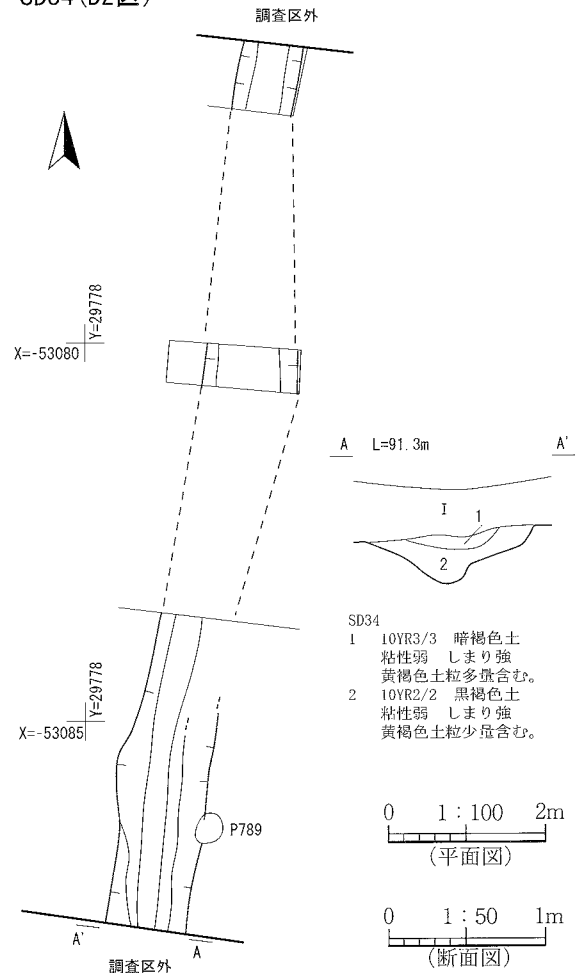 SD34(D2区)
調査区外
Y=29778
X=-53080
A L=91.3m A'
I
1
2
SD34
1 10YR3/3 暗褐色土
粘性弱 しまり強
黄褐色土粒多量含む。
2 10YR2/2 黒褐色土
粘性弱 しまり強
黄褐色土粒少量含む。
Y=29778
X=-53085
P789
A' A
調査区外
0 1:100 2m
(平面図)
0 1:50 1m
(断面図)